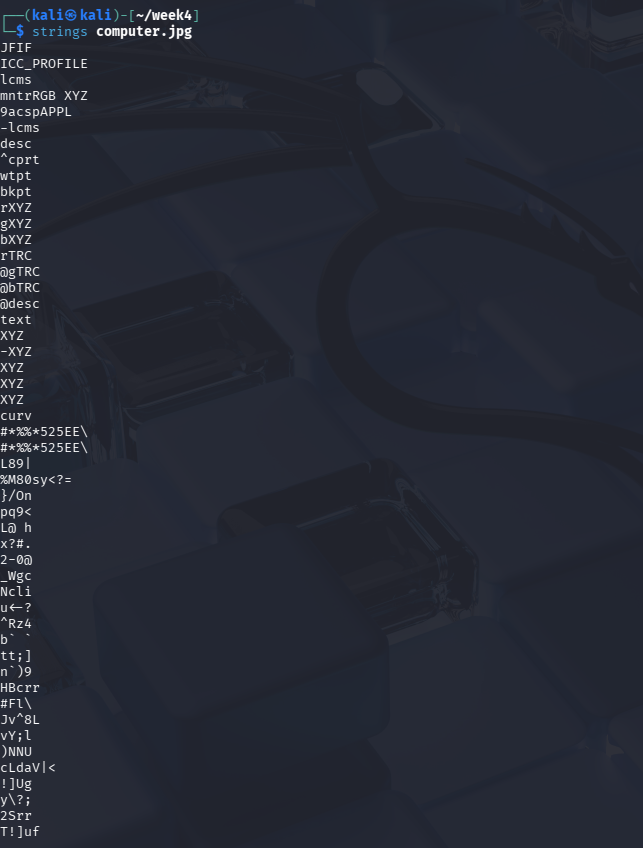 ┌──(kali㉿kali)-[~/week4]
└─$ strings computer.jpg
JFIF
ICC_PROFILE
lcms
mntrRGB XYZ
9acspAPPL
-lcms
desc
^cprt
wtpt
bkpt
rXYZ
gXYZ
bXYZ
rTRC
@gTRC
@bTRC
@desc
text
XYZ
-XYZ
XYZ
XYZ
XYZ
curv
#*%%*525EE\
#*%%*525EE\
L89|
%M80sy<?=
}/On
pq9<
L@ h
x?#.
2-0@
_Wgc
Ncli
u<-?
^Rz4
b` `
tt;]
n`)9
HBcrr
#Fl\
Jv^8L
vY;l
)NNU
cLdaV|<
!]Ug
y\?;
2Srr
T!]uf